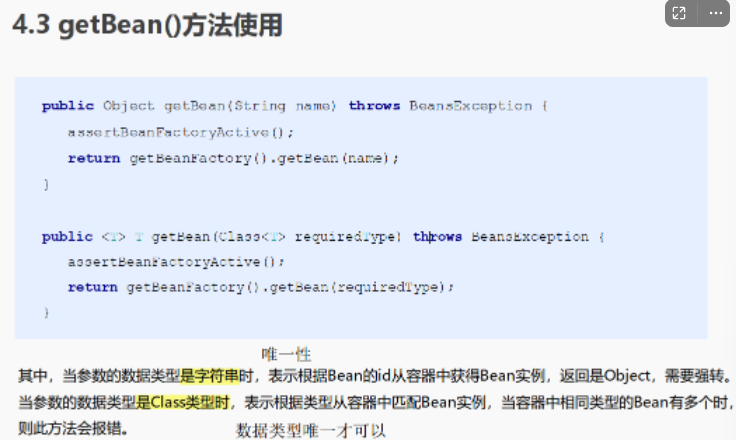 4.3 getBean()方法使用
public Object getBean(String name) throws BeansException {
assertBeanFactoryActive();
return getBeanFactory().getBean(name);
}
public <T> T getBean(Class<T> requiredType) throws BeansException {
assertBeanFactoryActive();
return getBeanFactory().getBean(requiredType);
}
唯一性
其中，当参数的数据类型是字符串时，表示根据Bean的id从容器中获得Bean实例，返回是Object，需要强转。
当参数的数据类型是Class类型时，表示根据类型从容器中匹配Bean实例，当容器中相同类型的Bean有多个时，
则此方法会报错。
数据类型唯一才可以